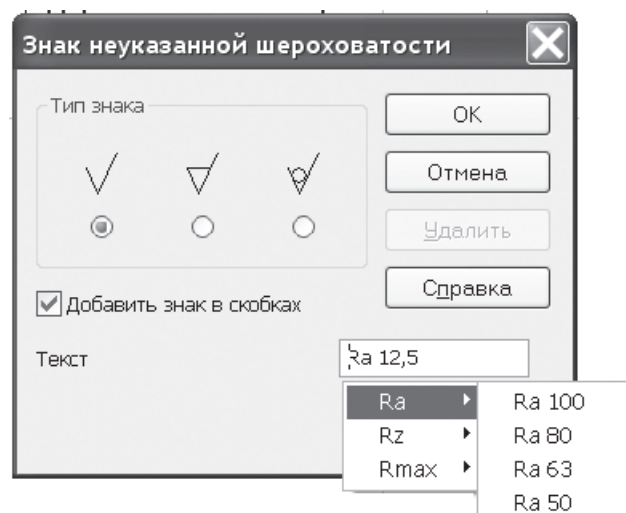 Знак неуказанной шероховатости
Тип знака
OK
Отмена
Удалить
Справка
Добавить знак в скобках
Текст
Ra 12,5
Ra
Rz
Rmax
Ra 100
Ra 80
Ra 63
Ra 50